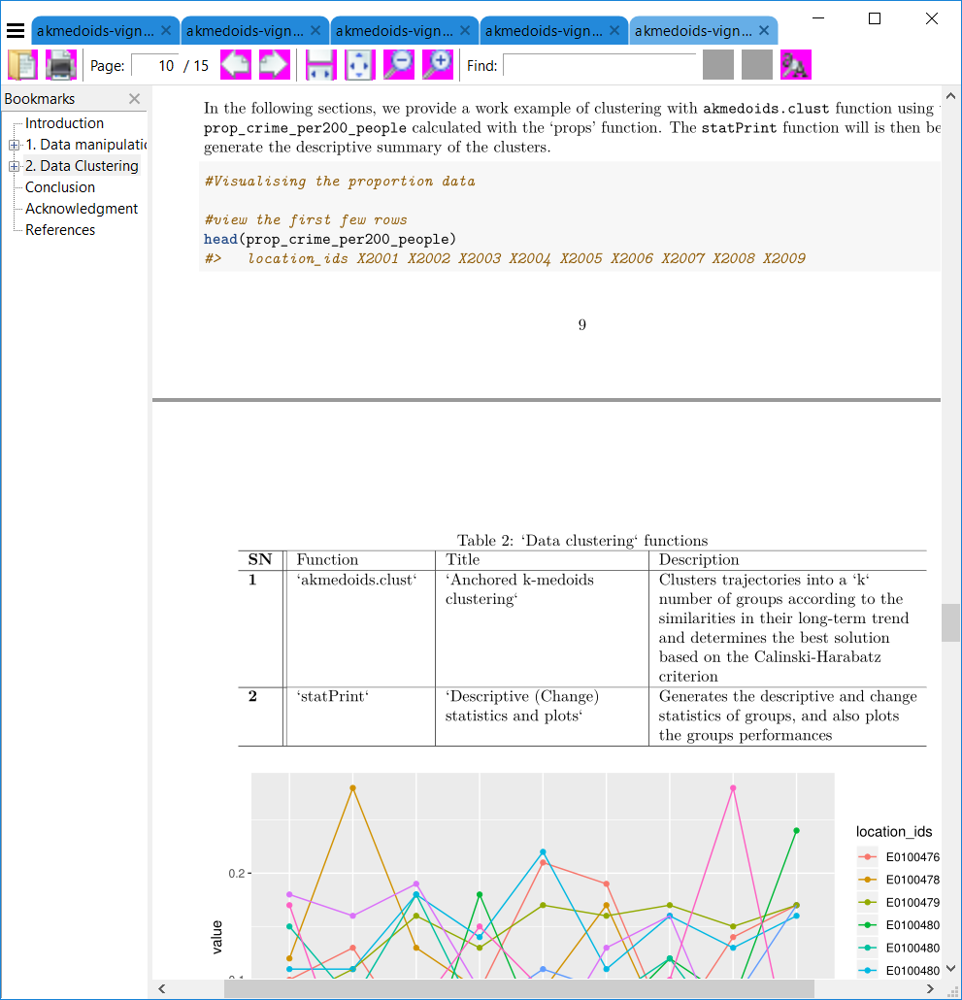 akmedoids-vign... akmedoids-vign... akmedoids-vign... akmedoids-vign... akmedoids-vign...
Page: 10 / 15 Find:
Bookmarks
Introduction
1. Data manipulatic
2. Data Clustering
Conclusion
Acknowledgment
References
In the following sections, we provide a work example of clustering with akmedoids.clust function using
prop_crime_per200_people calculated with the ‘props’ function. The statPrint function will is then be
generate the descriptive summary of the clusters.
#Visualising the proportion data
#view the first few rows
head(prop_crime_per200_people)
#> location_ids X2001 X2002 X2003 X2004 X2005 X2006 X2007 X2008 X2009
9
Table 2: ‘Data clustering‘ functions
SN Function Title Description
1 ‘akmedoids.clust‘ ‘Anchored k-medoids Clusters trajectories into a ‘k‘
clustering‘ number of groups according to the
similarities in their long-term trend
and determines the best solution
based on the Calinski-Harabatz
criterion
2 ‘statPrint‘ ‘Descriptive (Change) Generates the descriptive and change
statistics and plots‘ statistics of groups, and also plots
the groups performances
location_ids
E0100476
E0100478
E0100479
E0100480
E0100480
E0100480
0.2
value